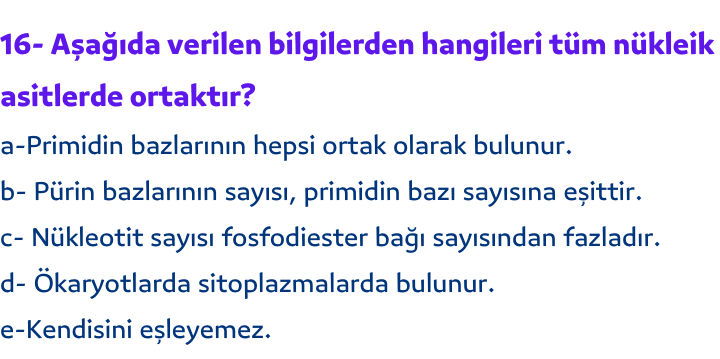 16- Aşağıda verilen bilgilerden hangileri tüm nükleik
asitlerde ortaktır?
a-Primidin bazlarının hepsi ortak olarak bulunur.
b- Pürin bazlarının sayısı, primidin bazı sayısına eşittir.
c- Nükleotit sayısı fosfodiester bağı sayısından fazladır.
d- Ökaryotlarda sitoplazmalarda bulunur.
e-Kendisini eşleyemez.